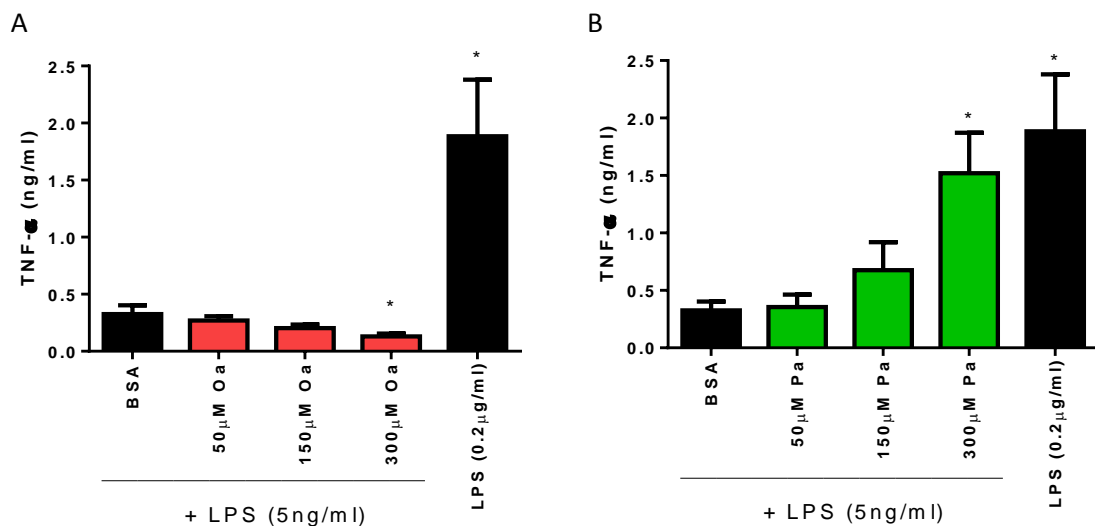 A
TNF-α (ng/ml)
2.5
2.0
1.5
1.0
0.5
0.0
*
*
BSA
50μM Oa
150μM Oa
300μM Oa
LPS (0.2μg/ml)
+ LPS (5ng/ml)
B
TNF-α (ng/ml)
2.5
2.0
1.5
1.0
0.5
0.0
*
*
BSA
50μM Pa
150μM Pa
300μM Pa
LPS (0.2μg/ml)
+ LPS (5ng/ml)